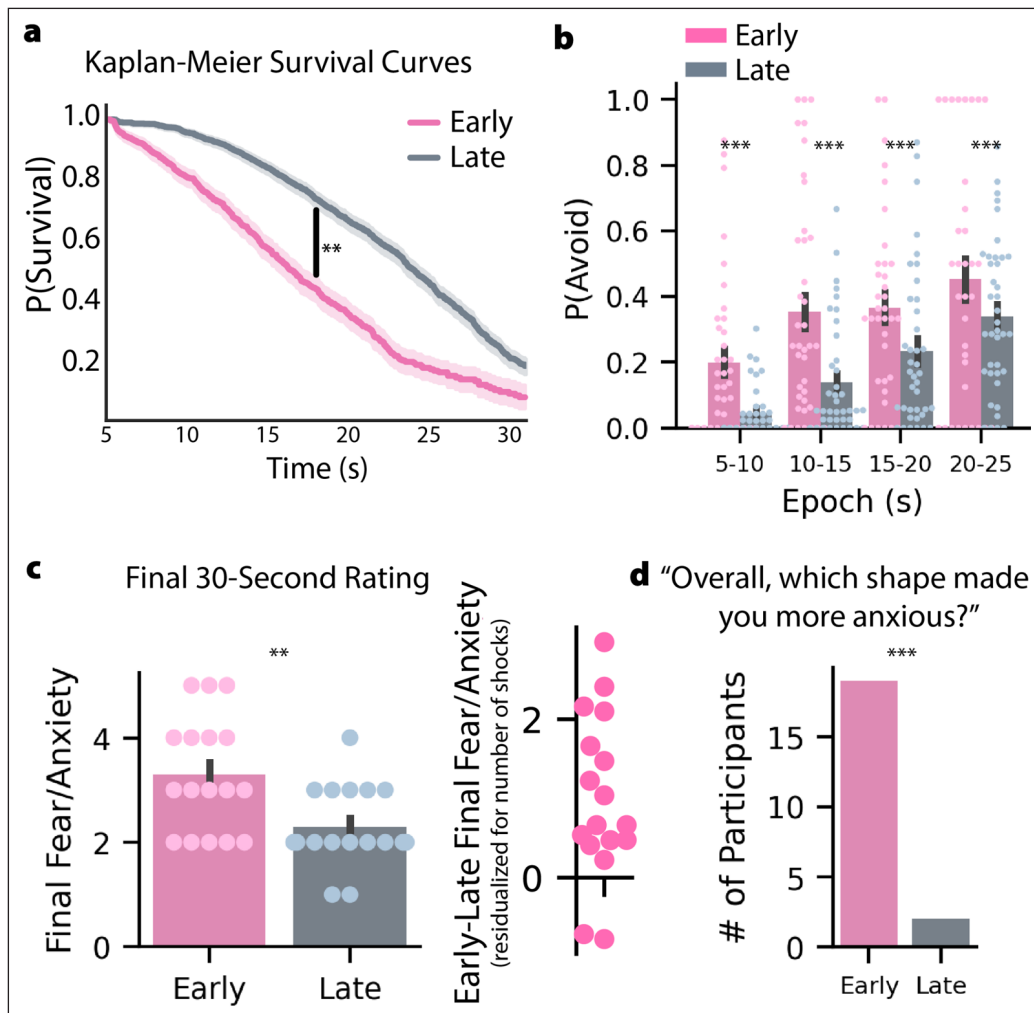 a
Kaplan-Meier Survival Curves
P(Survival)
1.0
0.8
0.6
0.4
0.2
Early
Late
**
5 10 15 20 25 30
Time (s)
b
Early
Late
P(Avoid)
1.0
0.8
0.6
0.4
0.2
0.0
*** *** *** ***
5-10 10-15 15-20 20-25
Epoch (s)
c
Final 30-Second Rating
Final Fear/Anxiety
**
4
2
0
Early Late
Early-Late Final Fear/Anxiety
(residualized for number of shocks)
2
0
d
"Overall, which shape made
you more anxious?"
***
# of Participants
15
10
5
0
Early Late